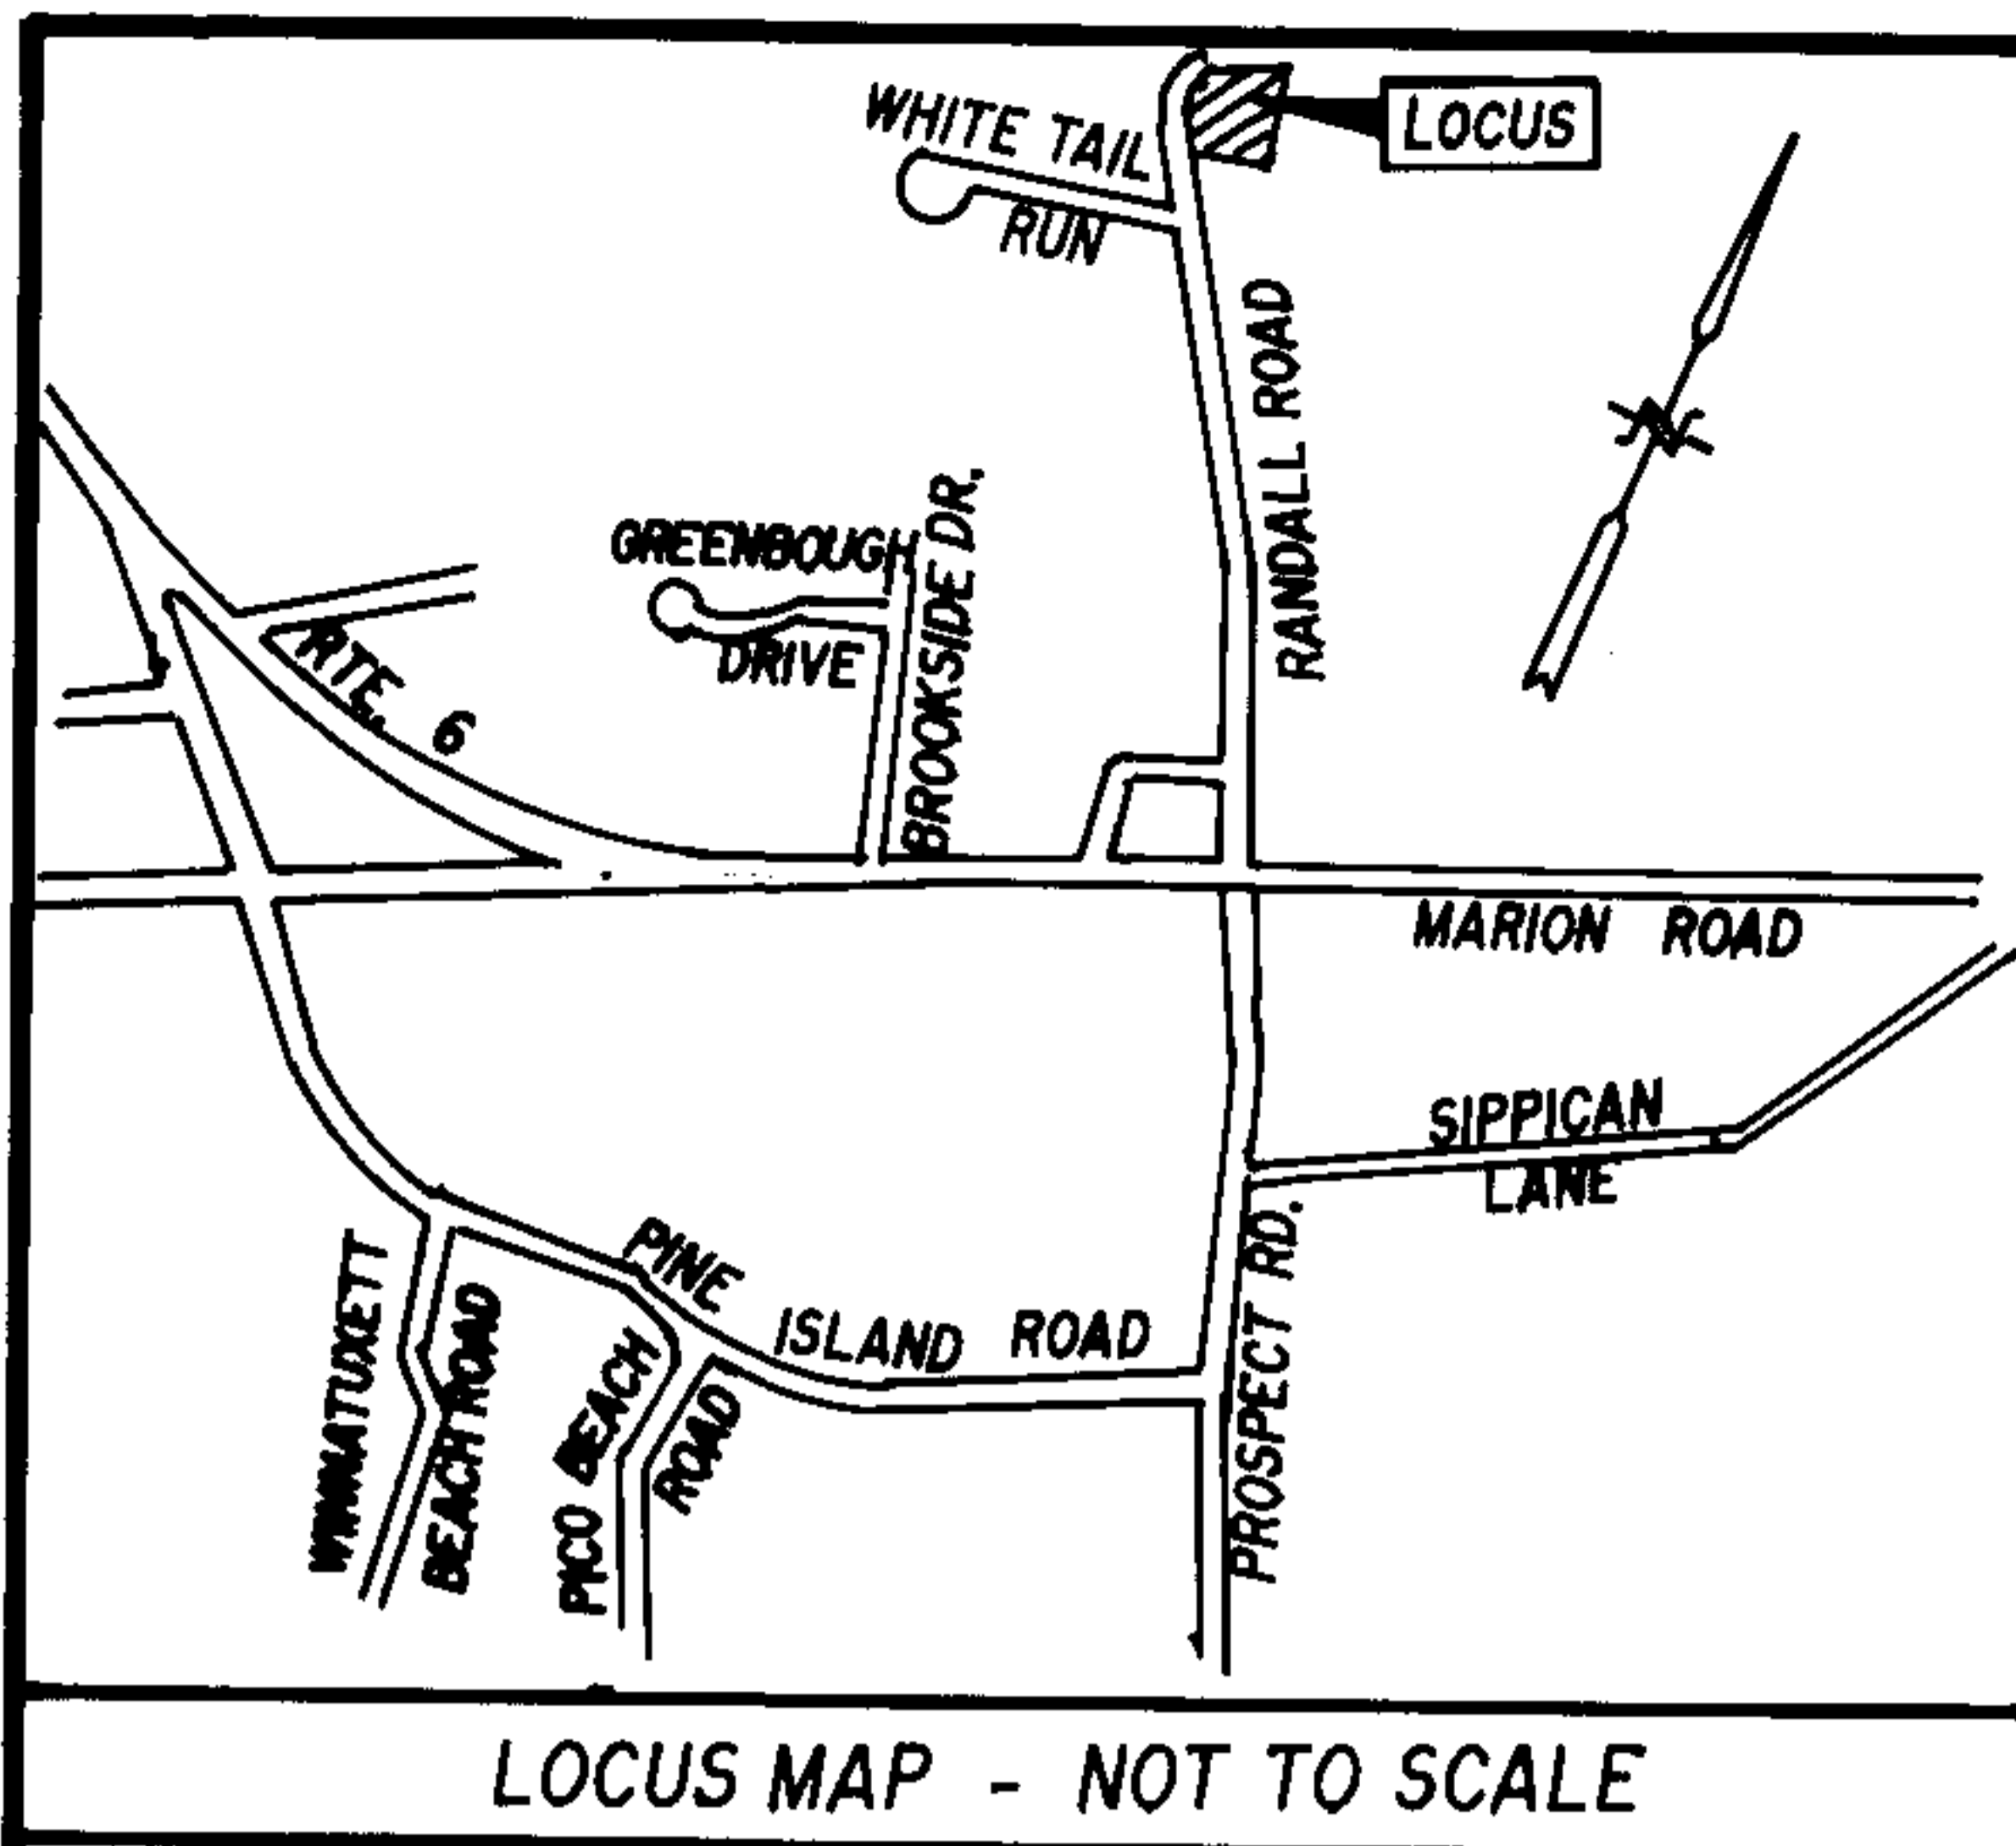 WHITE TAIL
RUN
LOCUS
RANDALL ROAD
GREENBOUGH
DRIVE
BROOKSIDE DR.
RTE. 6
MARION ROAD
SIPPICAN
LANE
PINE ISLAND ROAD
PROSPECT RD.
WINNATUXETT
BEACH ROAD
PICO BEACH
ROAD
LOCUS MAP - NOT TO SCALE